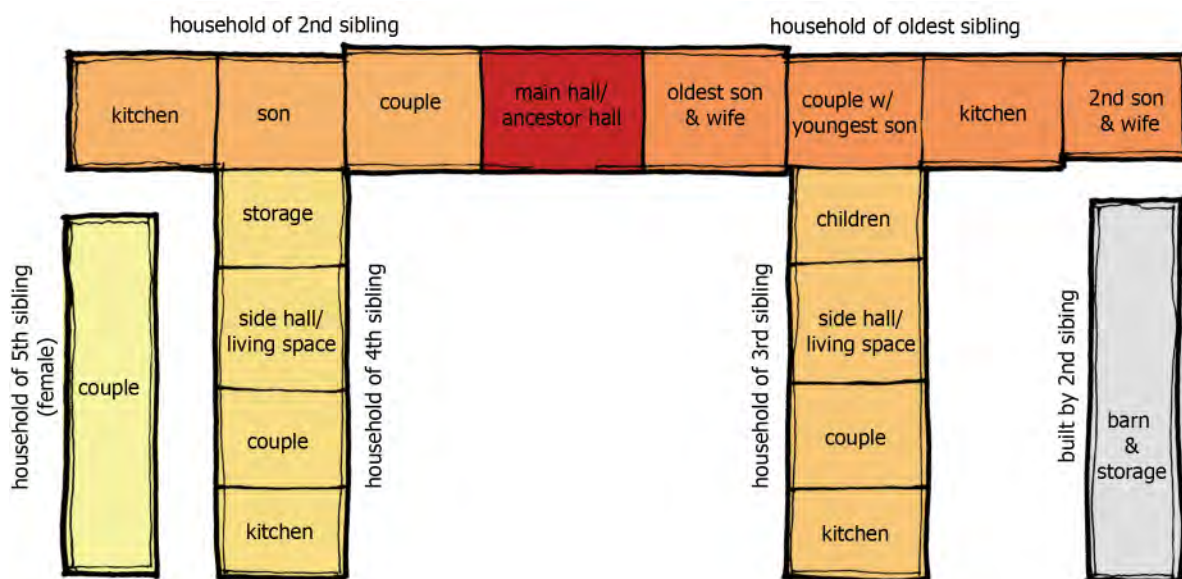 household of 2nd sibling
household of oldest sibling
kitchen
son
couple
main hall/
ancestor hall
oldest son
& wife
couple w/
youngest son
kitchen
2nd son
& wife
storage
children
household of 5th sibling
(female)
couple
side hall/
living space
household of 4th sibling
household of 3rd sibling
side hall/
living space
built by 2nd sibing
barn
&
storage
couple
couple
kitchen
kitchen